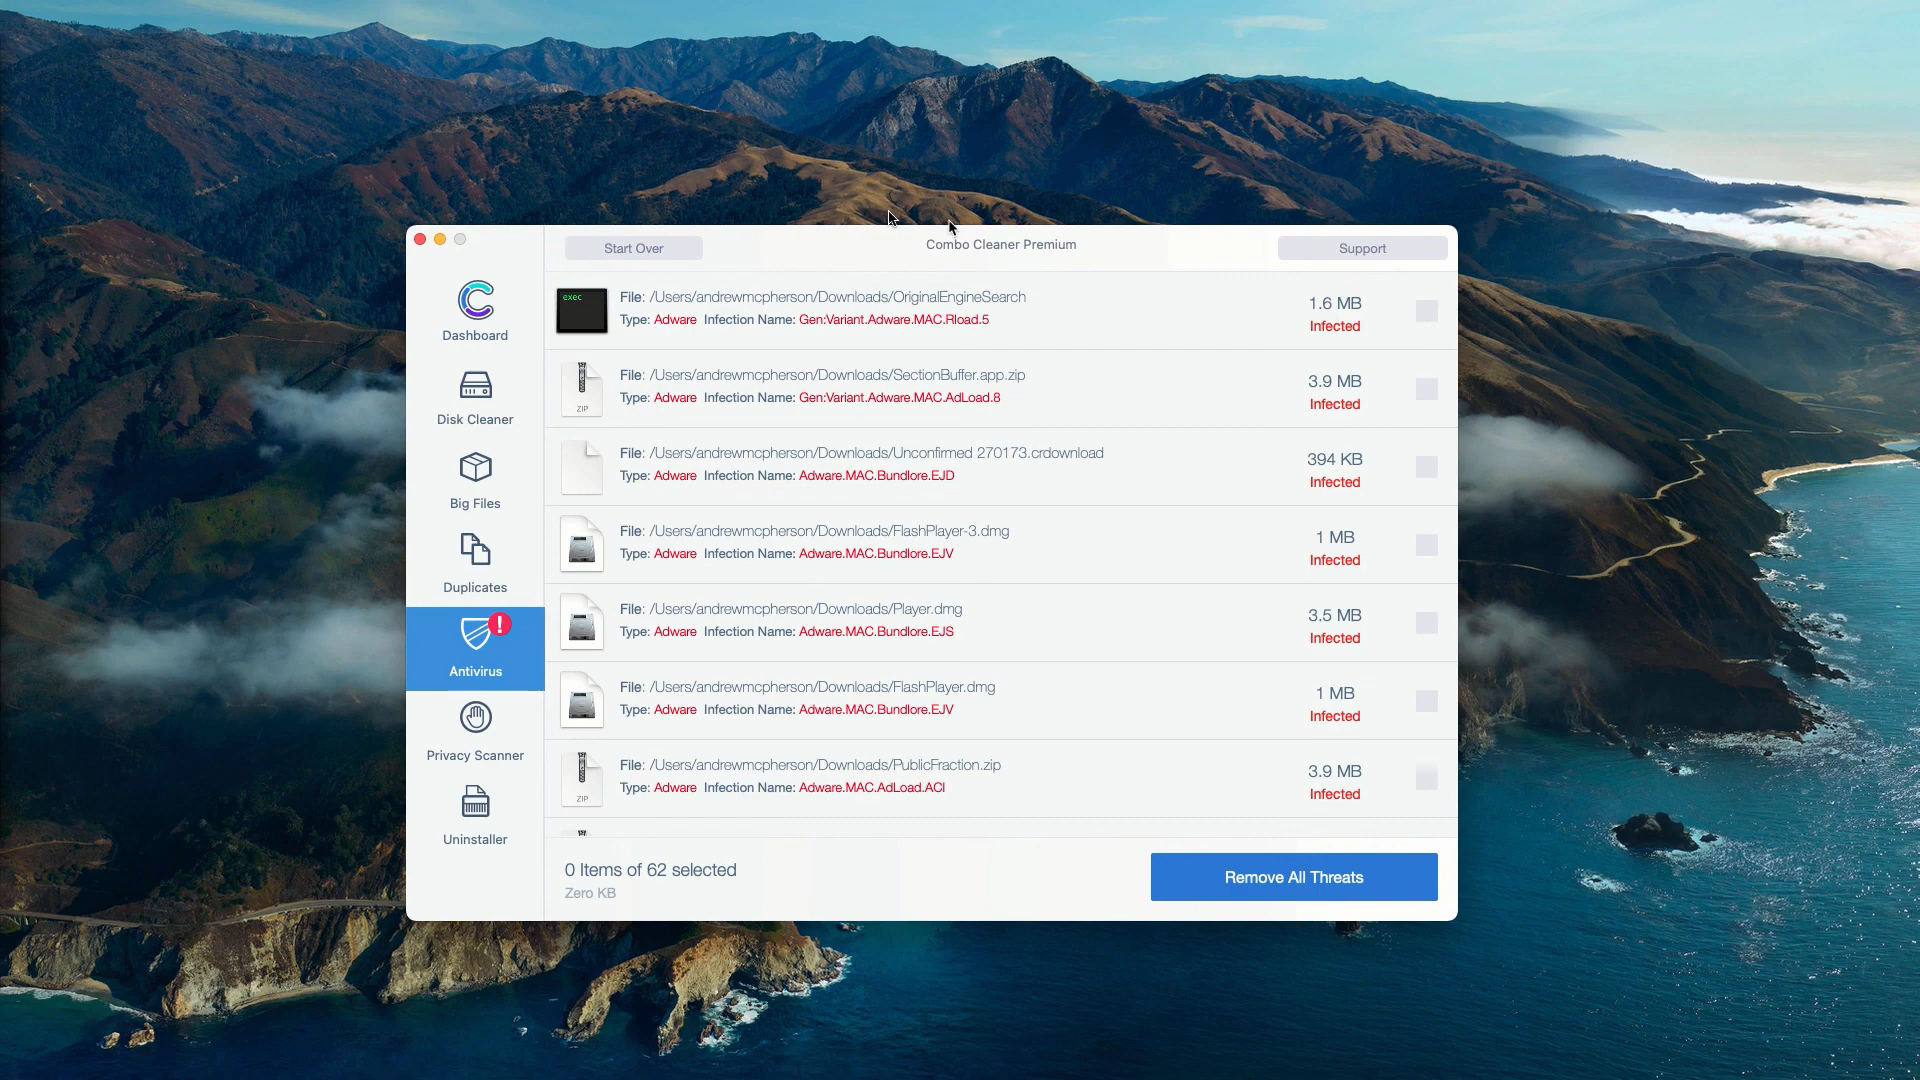 Start Over
Combo Cleaner Premium
Support
Dashboard
Disk Cleaner
Big Files
Duplicates
Antivirus
Privacy Scanner
Uninstaller
exec
File: /Users/andrewmcpherson/Downloads/OriginalEngineSearch
Type: Adware Infection Name: Gen:Variant.Adware.MAC.Rload.5
1.6 MB
Infected
ZIP
File: /Users/andrewmcpherson/Downloads/SectionBuffer.app.zip
Type: Adware Infection Name: Gen:Variant.Adware.MAC.AdLoad.8
3.9 MB
Infected
File: /Users/andrewmcpherson/Downloads/Unconfirmed 270173.crdownload
Type: Adware Infection Name: Adware.MAC.Bundlore.EJD
394 KB
Infected
File: /Users/andrewmcpherson/Downloads/FlashPlayer-3.dmg
Type: Adware Infection Name: Adware.MAC.Bundlore.EJV
1 MB
Infected
File: /Users/andrewmcpherson/Downloads/Player.dmg
Type: Adware Infection Name: Adware.MAC.Bundlore.EJS
3.5 MB
Infected
File: /Users/andrewmcpherson/Downloads/FlashPlayer.dmg
Type: Adware Infection Name: Adware.MAC.Bundlore.EJV
1 MB
Infected
ZIP
File: /Users/andrewmcpherson/Downloads/PublicFraction.zip
Type: Adware Infection Name: Adware.MAC.AdLoad.ACI
3.9 MB
Infected
0 Items of 62 selected
Zero KB
Remove All Threats